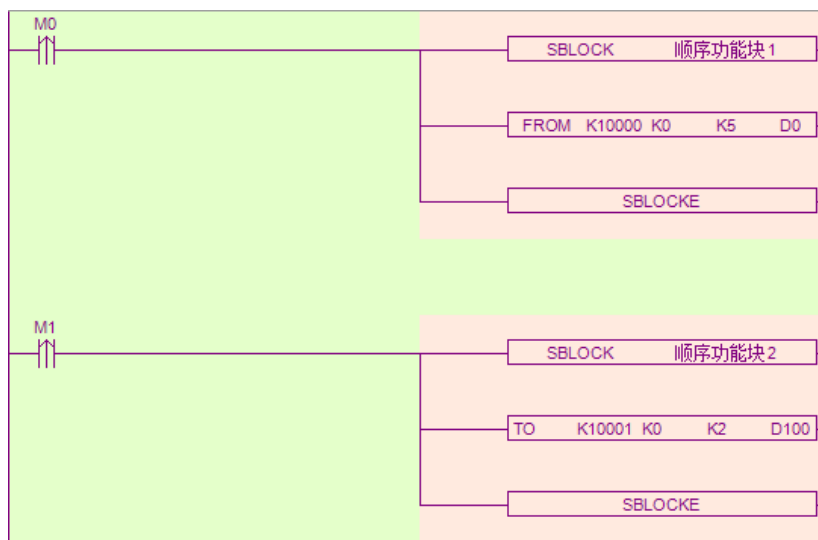 M0
SBLOCK 顺序功能块1
FROM K10000 K0 K5 D0
SBLOCKE
M1
SBLOCK 顺序功能块2
TO K10001 K0 K2 D100
SBLOCKE